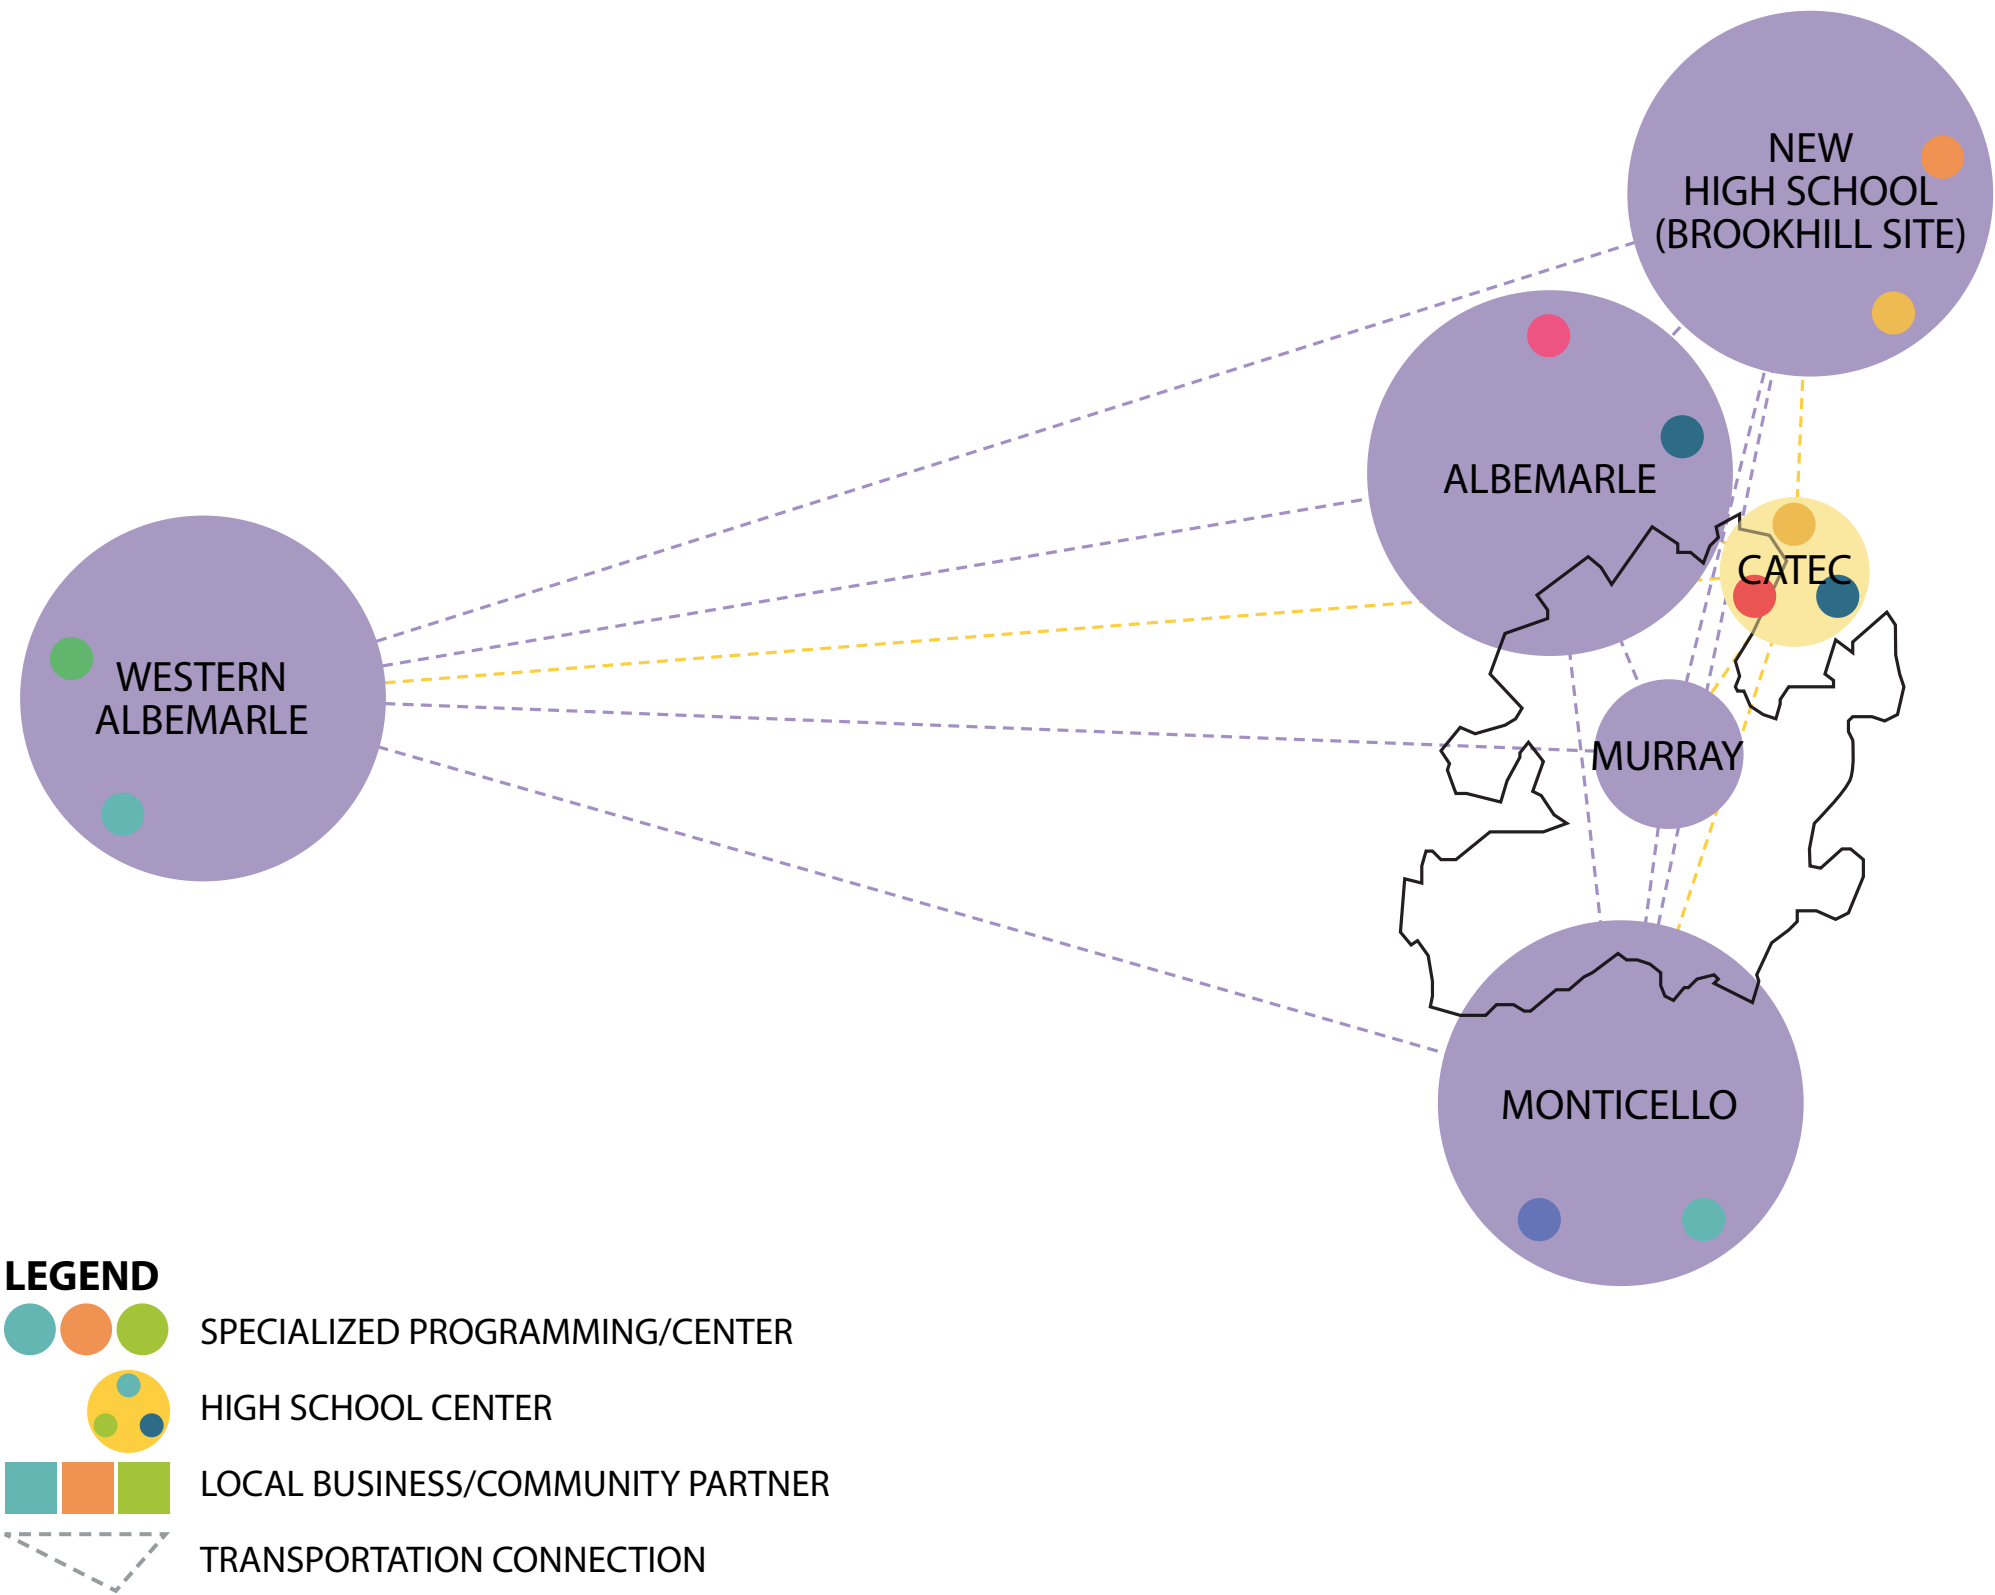 NEW
HIGH SCHOOL
(BROOKHILL SITE)
ALBEMARLE
CATEC
WESTERN
ALBEMARLE
MURRAY
MONTICELLO
LEGEND
SPECIALIZED PROGRAMMING/CENTER
HIGH SCHOOL CENTER
LOCAL BUSINESS/COMMUNITY PARTNER
TRANSPORTATION CONNECTION